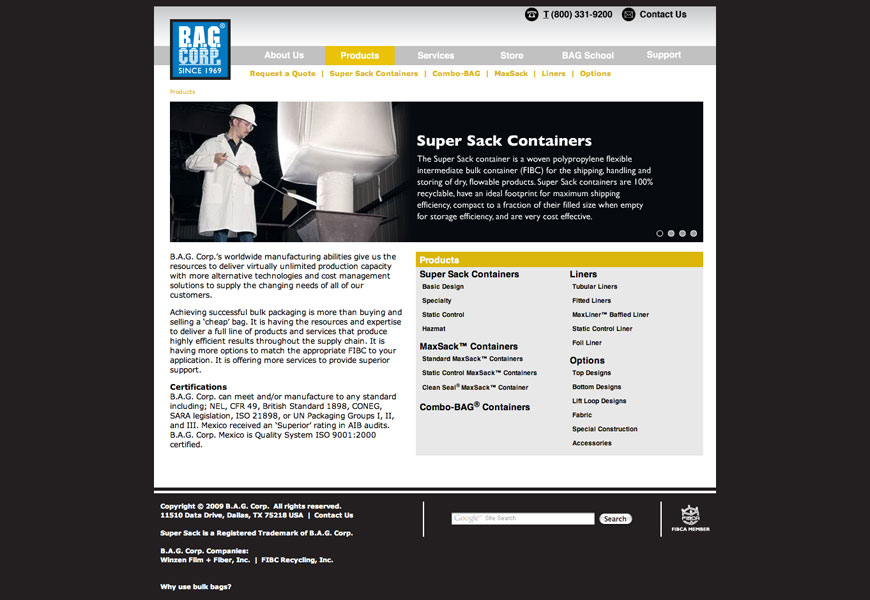 T (800) 331-9200 Contact Us
B.A.G.®
CORP.
SINCE 1969
About Us Products Services Store BAG School Support
Request a Quote | Super Sack Containers | Combo-BAG | MaxSack | Liners | Options
Products
Super Sack Containers
The Super Sack container is a woven polypropylene flexible
intermediate bulk container (FIBC) for the shipping, handling and
storing of dry, flowable products. Super Sack containers are 100%
recyclable, have an ideal footprint for maximum shipping
efficiency, compact to a fraction of their filled size when empty
for storage efficiency, and are very cost effective.
B.A.G. Corp.'s worldwide manufacturing abilities give us the
resources to deliver virtually unlimited production capacity
with more alternative technologies and cost management
solutions to supply the changing needs of all of our
customers.
Achieving successful bulk packaging is more than buying and
selling a 'cheap' bag. It is having the resources and expertise
to deliver a full line of products and services that produce
highly efficient results throughout the supply chain. It is
having more options to match the appropriate FIBC to your
application. It is offering more services to provide superior
support.
Certifications
B.A.G. Corp. can meet and/or manufacture to any standard
including; NEL, CFR 49, British Standard 1898, CONEG,
SARA legislation, ISO 21898, or UN Packaging Groups I, II,
and III. Mexico received an 'Superior' rating in AIB audits.
B.A.G. Corp. Mexico is Quality System ISO 9001:2000
certified.
Products
Super Sack Containers
Basic Design
Specialty
Static Control
Hazmat
MaxSack™ Containers
Standard MaxSack™ Containers
Static Control MaxSack™ Containers
Clean Seal® MaxSack™ Container
Combo-BAG® Containers
Liners
Tubular Liners
Fitted Liners
MaxLiner™ Baffled Liner
Static Control Liner
Foil Liner
Options
Top Designs
Bottom Designs
Lift Loop Designs
Fabric
Special Construction
Accessories
Copyright © 2009 B.A.G. Corp. All rights reserved.
11510 Data Drive, Dallas, TX 75218 USA | Contact Us
Super Sack is a Registered Trademark of B.A.G. Corp.
B.A.G. Corp. Companies:
Winzen Film + Fiber, Inc. | FIBC Recycling, Inc.
Why use bulk bags?
Google™ Site Search Search
FIBCA
FIBCA MEMBER